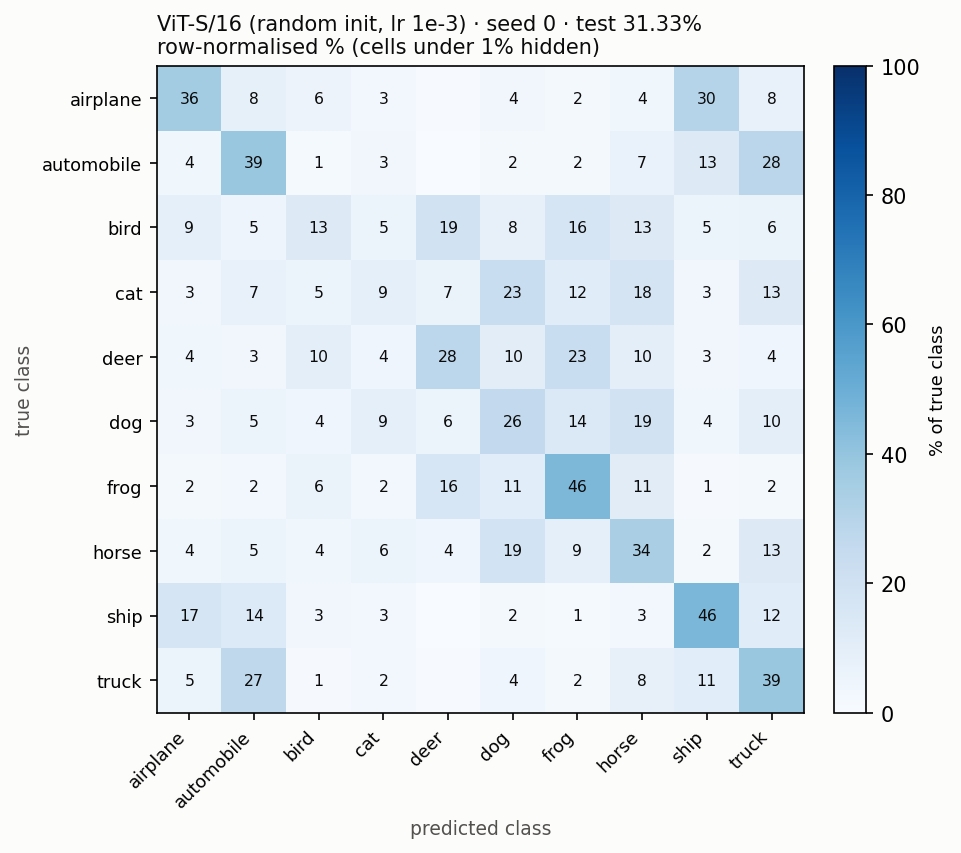 ViT-S/16 (random init, lr 1e-3) · seed 0 · test 31.33%
row-normalised % (cells under 1% hidden)
airplane 36 8 6 3 4 2 4 30 8
automobile 4 39 1 3 2 2 7 13 28
bird 9 5 13 5 19 8 16 13 5 6
cat 3 7 5 9 7 23 12 18 3 13
deer 4 3 10 4 28 10 23 10 3 4
dog 3 5 4 9 6 26 14 19 4 10
frog 2 2 6 2 16 11 46 11 1 2
horse 4 5 4 6 4 19 9 34 2 13
ship 17 14 3 3 2 1 3 46 12
truck 5 27 1 2 4 2 8 11 39
airplane automobile bird cat deer dog frog horse ship truck
predicted class
true class
100
80
60
40
20
0
% of true class